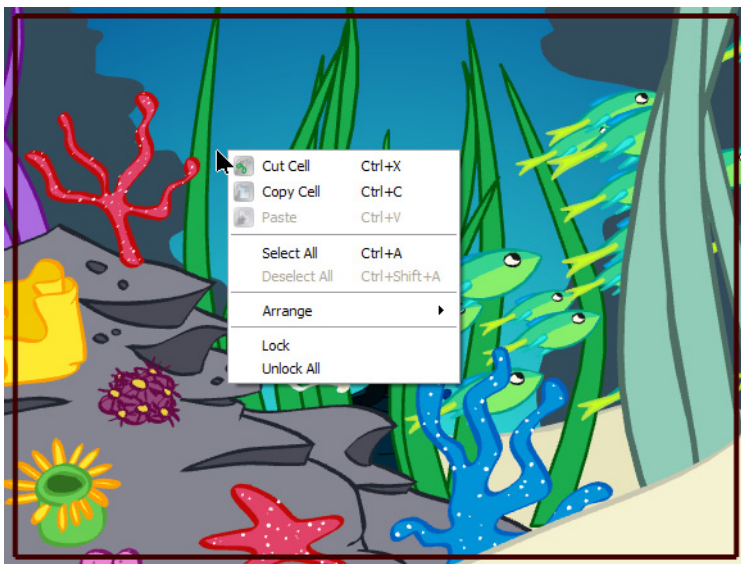 Cut Cell Ctrl+X
Copy Cell Ctrl+C
Paste Ctrl+V
Select All Ctrl+A
Deselect All Ctrl+Shift+A
Arrange
Lock
Unlock All